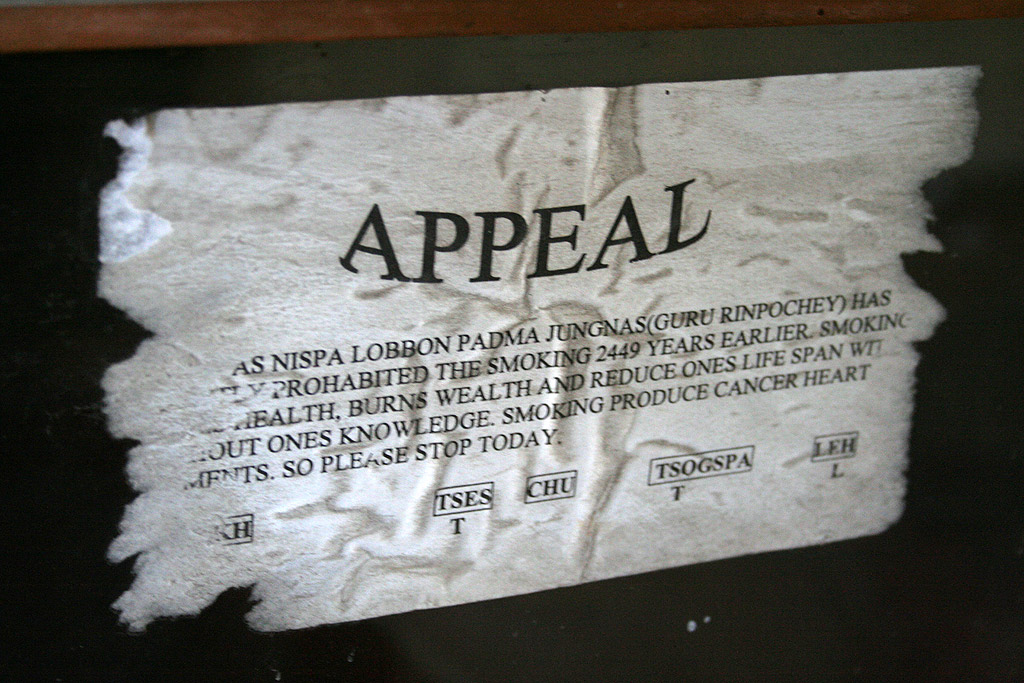 APPEAL
AS NISPA LOBBON PADMA JUNGNAS(GURU RINPOCHEY) HAS
PROHABITED THE SMOKING 2449 YEARS EARLIER. SMOKING
HEALTH, BURNS WEALTH AND REDUCE ONES LIFE SPAN
OUT ONES KNOWLEDGE. SMOKING PRODUCE CANCER HEART
MENTS. SO PLEASE STOP TODAY.
KH TSES CHU TSOGSPA LEH
T T L